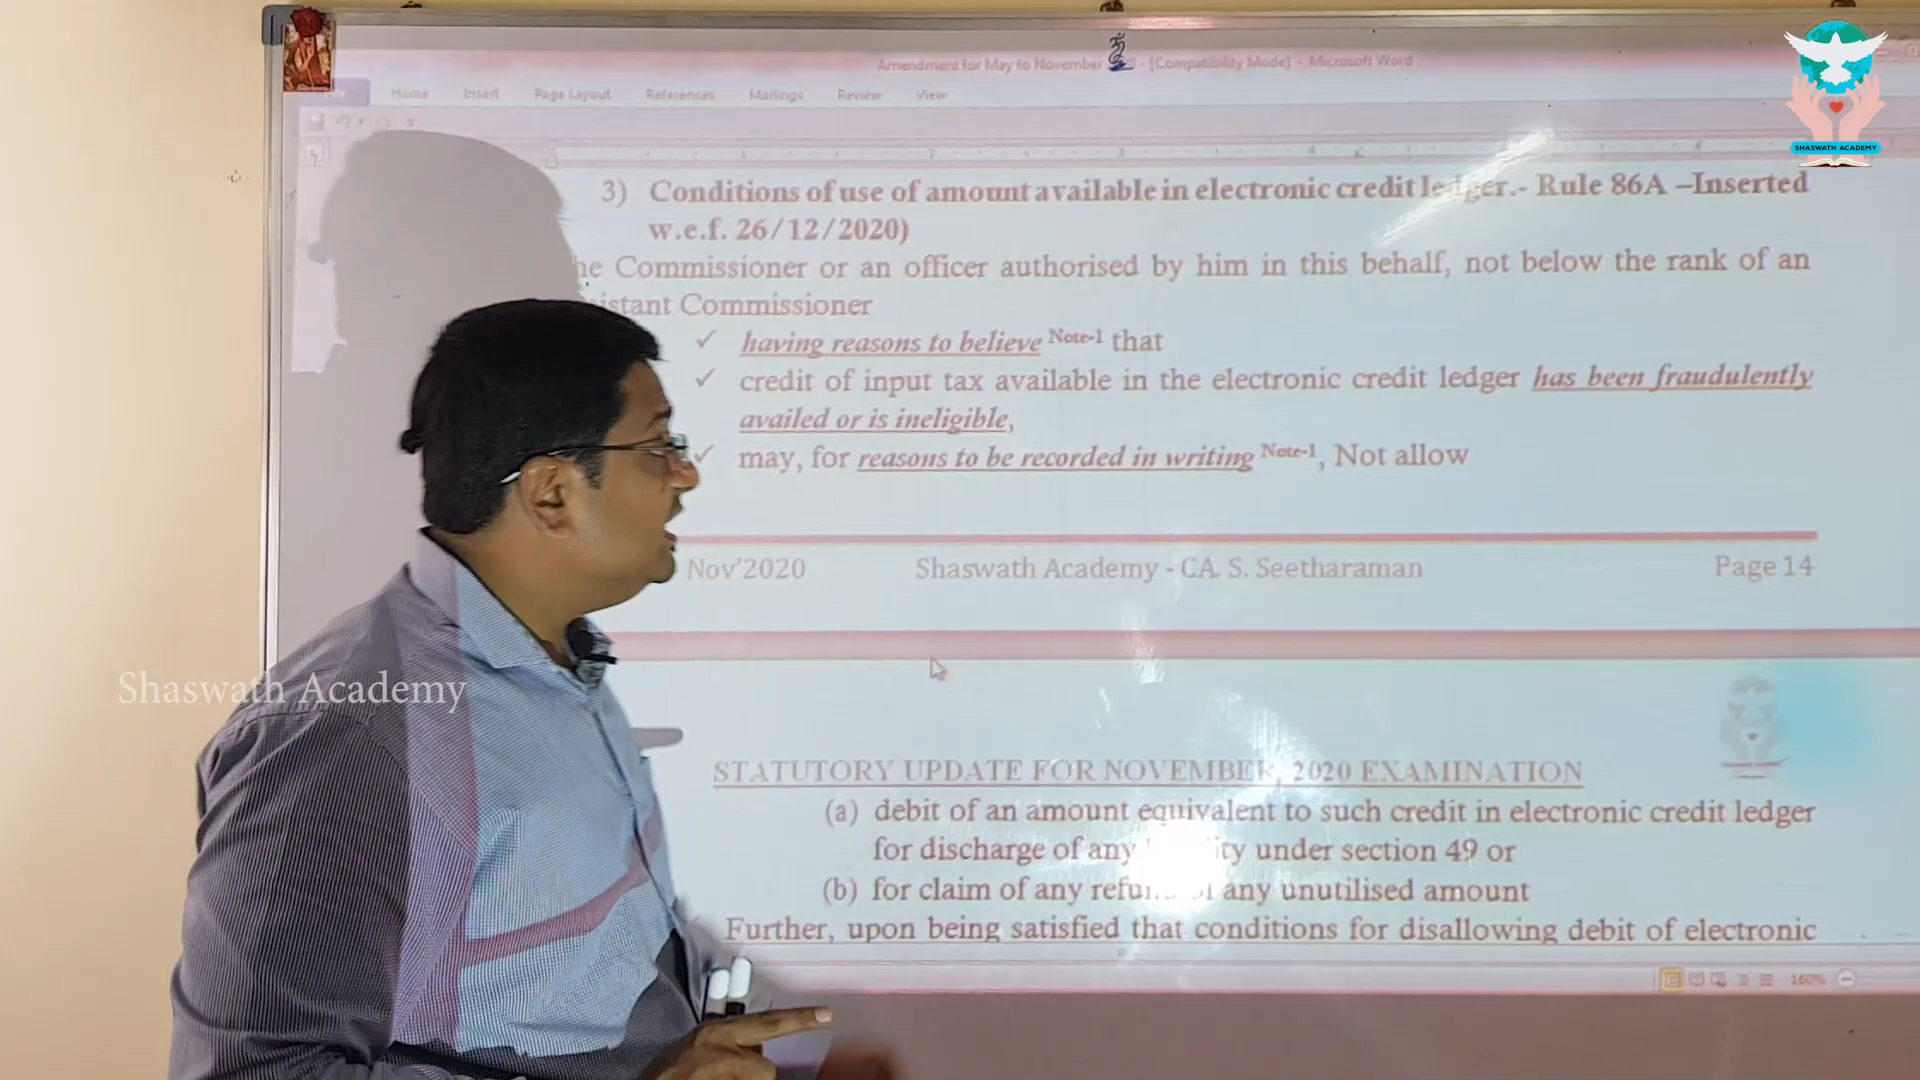 Amendment for May to November - [Compatibility Mode] - Microsoft Word
Home Insert Page Layout References Mailings Review View
SHASWATH ACADEMY
3) Conditions of use of amount available in electronic credit ledger.- Rule 86A –Inserted
w.e.f. 26/12/2020)
he Commissioner or an officer authorised by him in this behalf, not below the rank of an
istant Commissioner
✓ having reasons to believe Note-1 that
✓ credit of input tax available in the electronic credit ledger has been fraudulently
availed or is ineligible,
✓ may, for reasons to be recorded in writing Note-1, Not allow
Nov'2020 Shaswath Academy - CA. S. Seetharaman Page 14
Shaswath Academy
STATUTORY UPDATE FOR NOVEMBER, 2020 EXAMINATION
(a) debit of an amount equivalent to such credit in electronic credit ledger
for discharge of any ity under section 49 or
(b) for claim of any any unutilised amount
Further, upon being satisfied that conditions for disallowing debit of electronic
160%